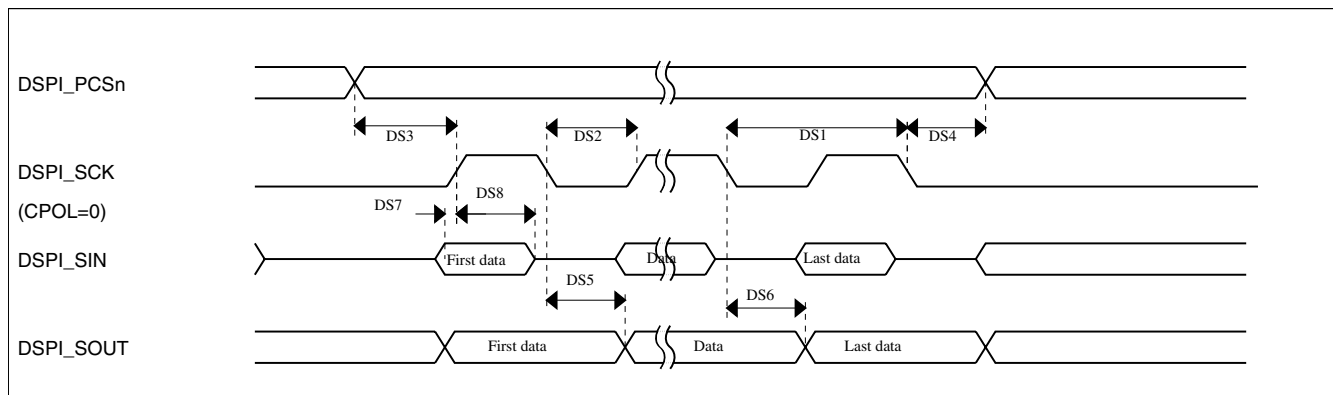 DSPI_PCSn
DS3
DS2
DS1
DS4
DSPI_SCK
(CPOL=0)
DS7
DS8
DSPI_SIN
First data
Data
Last data
DS5
DS6
DSPI_SOUT
First data
Data
Last data